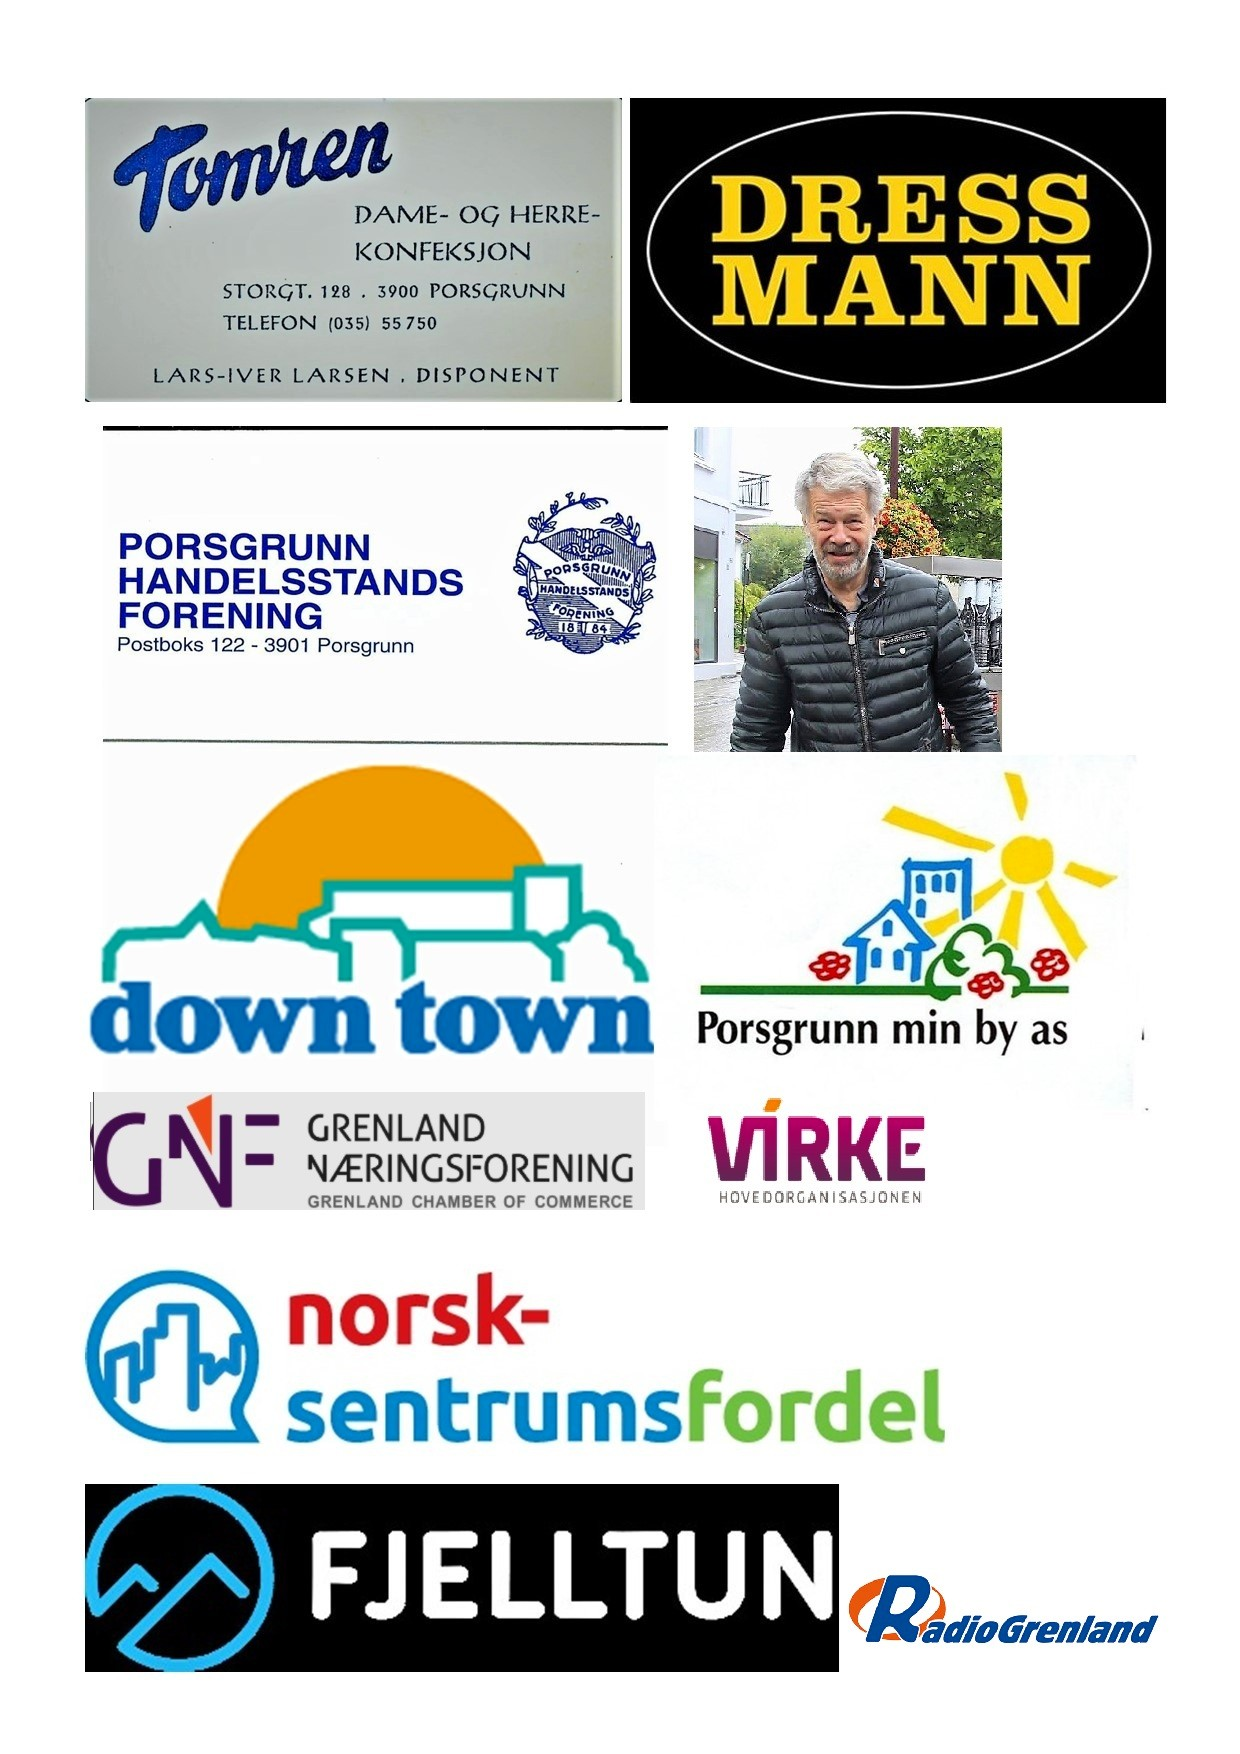 Tomren
DAME- OG HERRE-
KONFEKSJON
STORGT. 128 . 3900 PORSGRUNN
TELEFON (035) 55 750
LARS-IVER LARSEN , DISPONENT
DRESS
MANN
PORSGRUNN
HANDELSSTANDS
FORENING
Postboks 122 - 3901 Porsgrunn
PORSGRUNN
HANDELSSTANDS
FORENING
18 84
down town
Porsgrunn min by as
GNF
GRENLAND
NÆRINGSFORENING
GRENLAND CHAMBER OF COMMERCE
VIRKE
HOVEDORGANISASJONEN
norsk-
sentrumsfordel
FJELLTUN
RadioGrenland